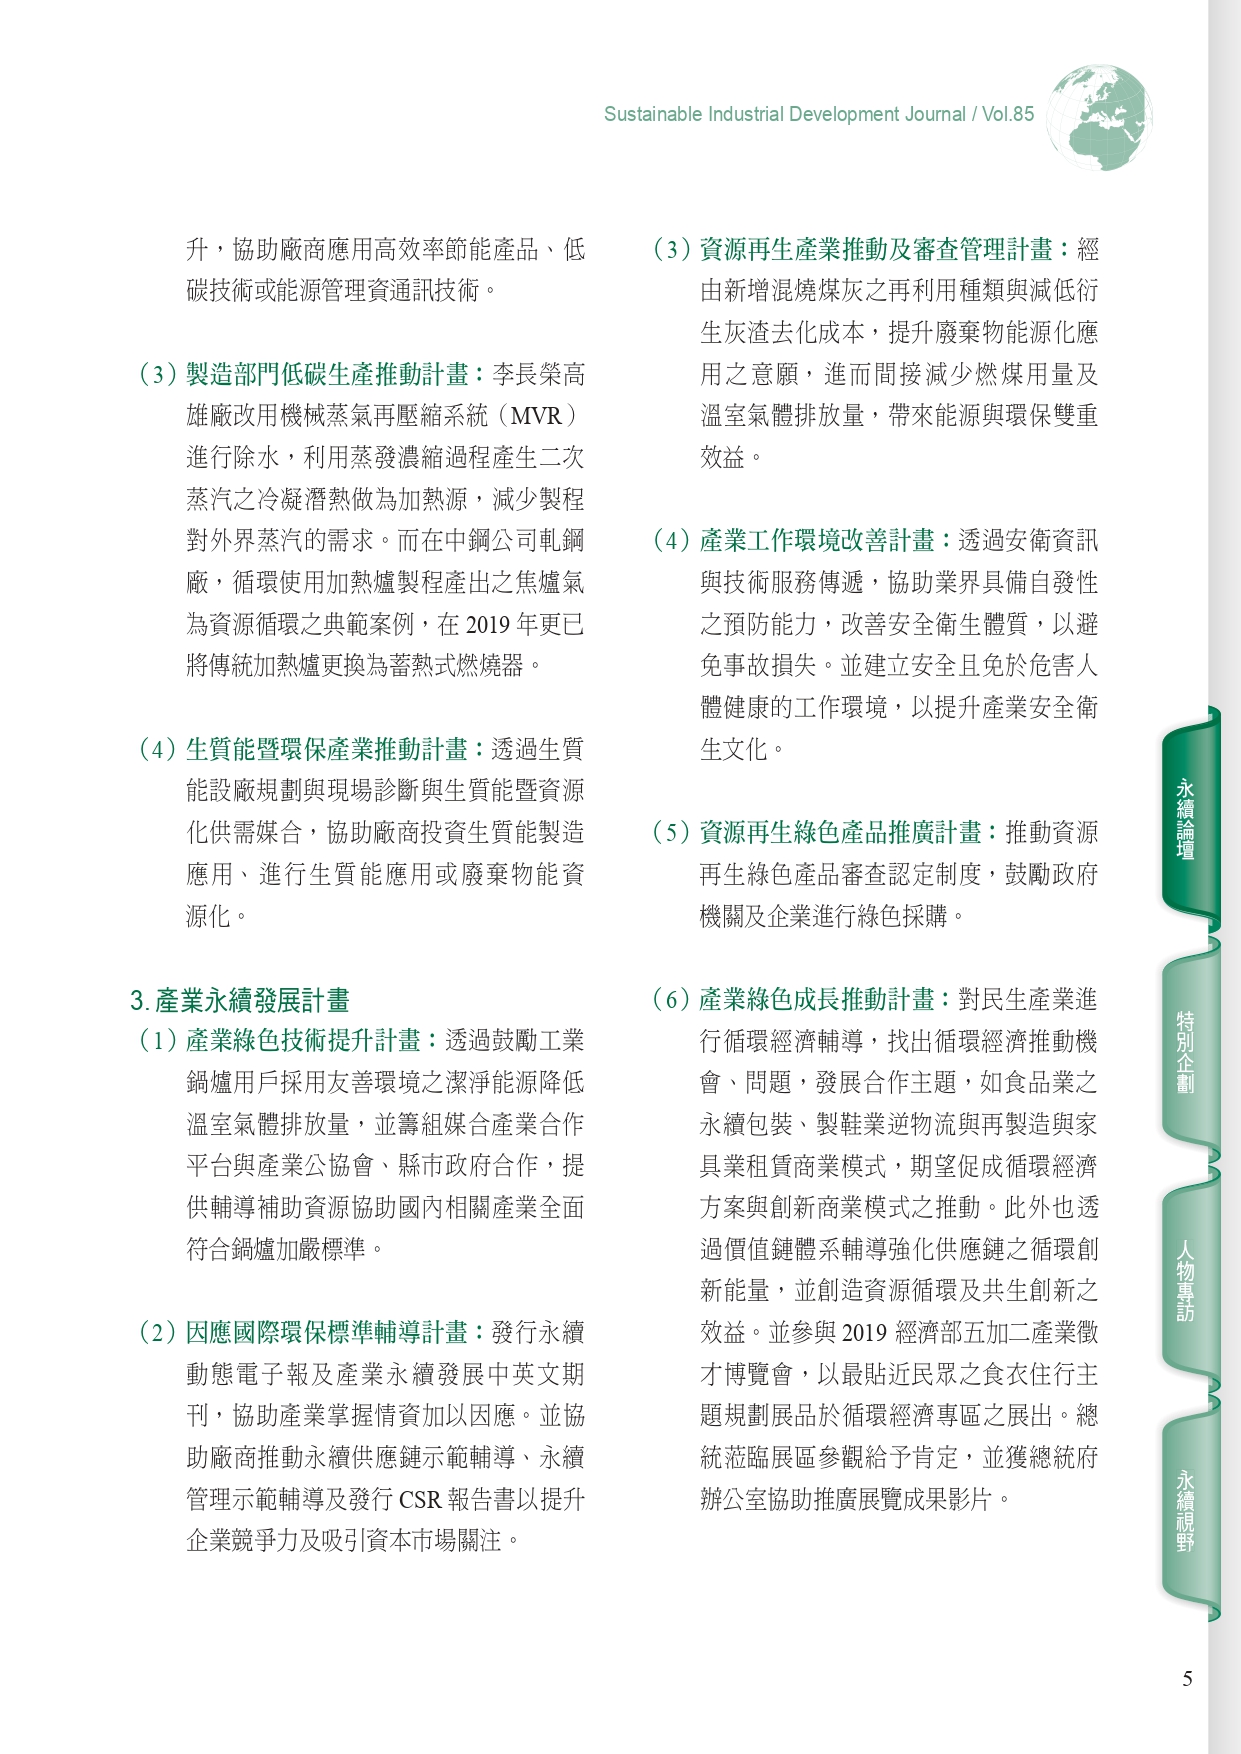 Sustainable Industrial Development Journal / Vol.85
升，協助廠商應用高效率節能產品、低
碳技術或能源管理資通訊技術。
（3）製造部門低碳生產推動計畫：李長榮高
雄廠改用機械蒸氣再壓縮系統（MVR）
進行除水，利用蒸發濃縮過程產生二次
蒸汽之冷凝潛熱做為加熱源，減少製程
對外界蒸汽的需求。而在中鋼公司軋鋼
廠，循環使用加熱爐製程產出之焦爐氣
為資源循環之典範案例，在 2019 年更已
將傳統加熱爐更換為蓄熱式燃燒器。
（4）生質能暨環保產業推動計畫：透過生質
能設廠規劃與現場診斷與生質能暨資源
化供需媒合，協助廠商投資生質能製造
應用、進行生質能應用或廢棄物能資
源化。
3. 產業永續發展計畫
（1）產業綠色技術提升計畫：透過鼓勵工業
鍋爐用戶採用友善環境之潔淨能源降低
溫室氣體排放量，並籌組媒合產業合作
平台與產業公協會、縣市政府合作，提
供輔導補助資源協助國內相關產業全面
符合鍋爐加嚴標準。
（2）因應國際環保標準輔導計畫：發行永續
動態電子報及產業永續發展中英文期
刊，協助產業掌握情資加以因應。並協
助廠商推動永續供應鏈示範輔導、永續
管理示範輔導及發行 CSR 報告書以提升
企業競爭力及吸引資本市場關注。
（3）資源再生產業推動及審查管理計畫：經
由新增混燒煤灰之再利用種類與減低衍
生灰渣去化成本，提升廢棄物能源化應
用之意願，進而間接減少燃煤用量及
溫室氣體排放量，帶來能源與環保雙重
效益。
（4）產業工作環境改善計畫：透過安衛資訊
與技術服務傳遞，協助業界具備自發性
之預防能力，改善安全衛生體質，以避
免事故損失。並建立安全且免於危害人
體健康的工作環境，以提升產業安全衛
生文化。
（5）資源再生綠色產品推廣計畫：推動資源
再生綠色產品審查認定制度，鼓勵政府
機關及企業進行綠色採購。
（6）產業綠色成長推動計畫：對民生產業進
行循環經濟輔導，找出循環經濟推動機
會、問題，發展合作主題，如食品業之
永續包裝、製鞋業逆物流與再製造與家
具業租賃商業模式，期望促成循環經濟
方案與創新商業模式之推動。此外也透
過價值鏈體系輔導強化供應鏈之循環創
新能量，並創造資源循環及共生創新之
效益。並參與 2019 經濟部五加二產業徵
才博覽會，以最貼近民眾之食衣住行主
題規劃展品於循環經濟專區之展出。總
統蒞臨展區參觀給予肯定，並獲總統府
辦公室協助推廣展覽成果影片。
永續論壇
特別企劃
人物專訪
永續視野
5